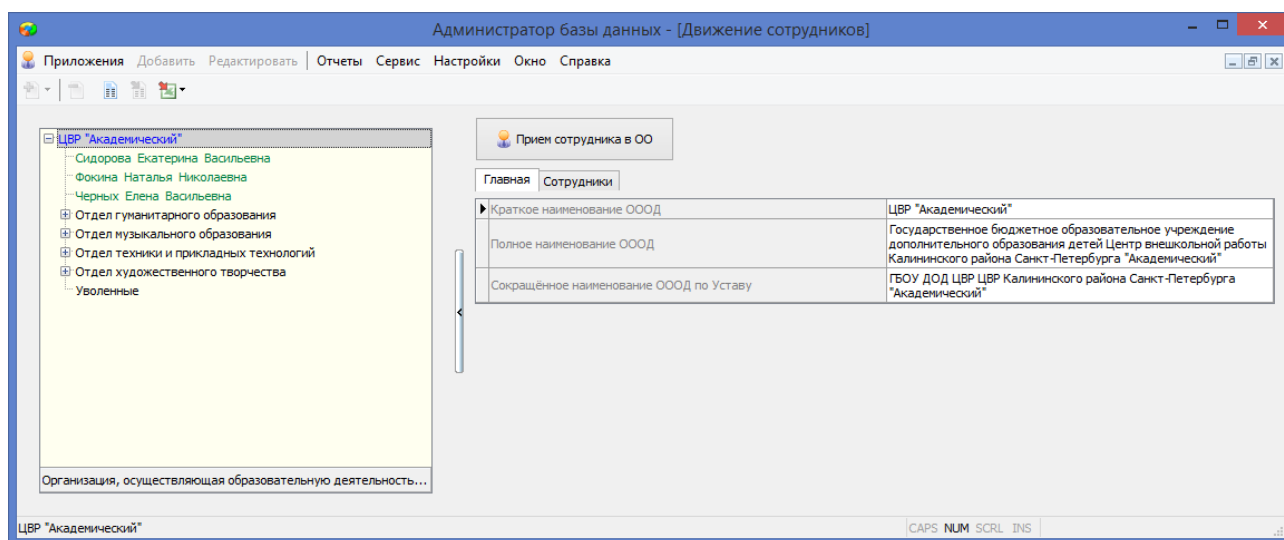 Администратор базы данных - [Движение сотрудников]
Приложения Добавить Редактировать Отчеты Сервис Настройки Окно Справка
ЦВР "Академический"
Сидорова Екатерина Васильевна
Фокина Наталья Николаевна
Черных Елена Васильевна
Отдел гуманитарного образования
Отдел музыкального образования
Отдел техники и прикладных технологий
Отдел художественного творчества
Уволенные
Организация, осуществляющая образовательную деятельность...
Прием сотрудника в ОО
Главная Сотрудники
Краткое наименование ОООД ЦВР "Академический"
Полное наименование ОООД
Государственное бюджетное образовательное учреждение
дополнительного образования детей Центр внешкольной работы
Калининского района Санкт-Петербурга "Академический"
Сокращённое наименование ОООД по Уставу
ГБОУ ДОД ЦВР ЦВР Калининского района Санкт-Петербурга
"Академический"
ЦВР "Академический" CAPS NUM SCRL INS